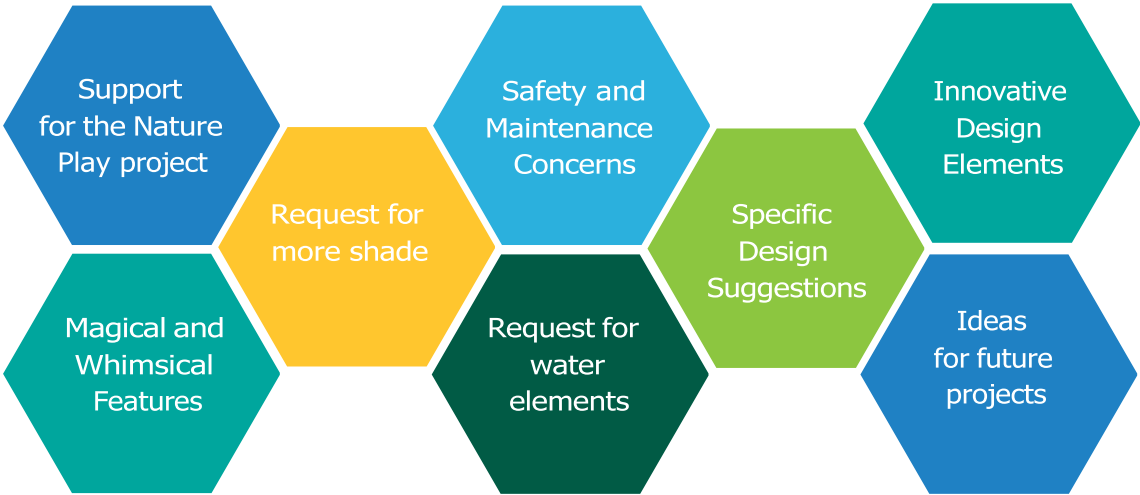 Support
for the Nature
Play project
Magical and
Whimsical
Features
Request for
more shade
Safety and
Maintenance
Concerns
Request for
water
elements
Specific
Design
Suggestions
Innovative
Design
Elements
Ideas
for future
projects